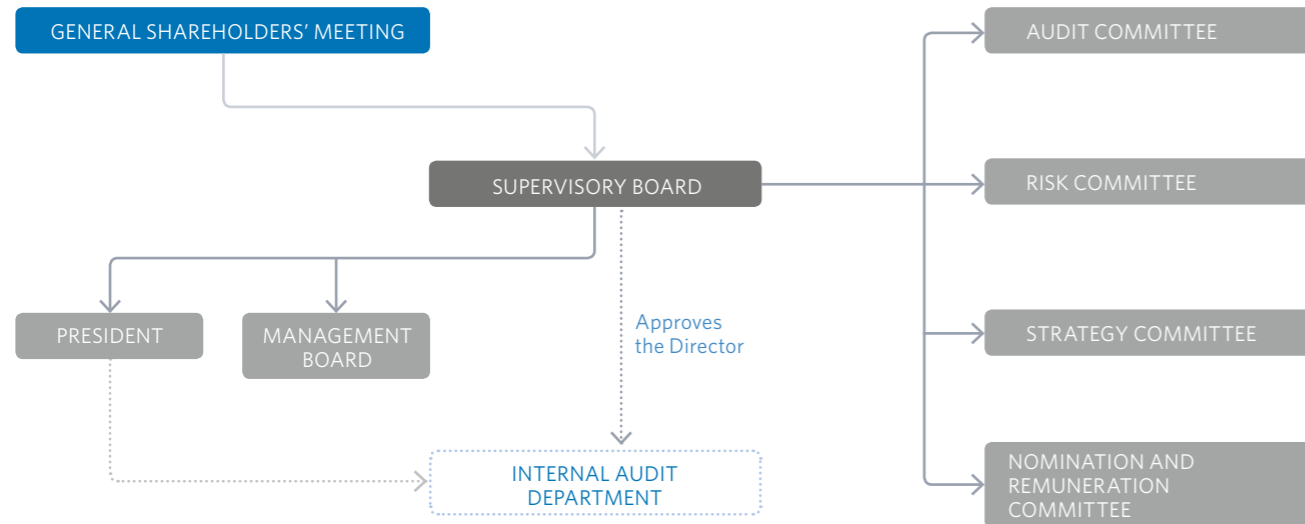 GENERAL SHAREHOLDERS’ MEETING
AUDIT COMMITTEE
SUPERVISORY BOARD
RISK COMMITTEE
PRESIDENT
MANAGEMENT
BOARD
Approves
the Director
STRATEGY COMMITTEE
INTERNAL AUDIT
DEPARTMENT
NOMINATION AND
REMUNERATION
COMMITTEE